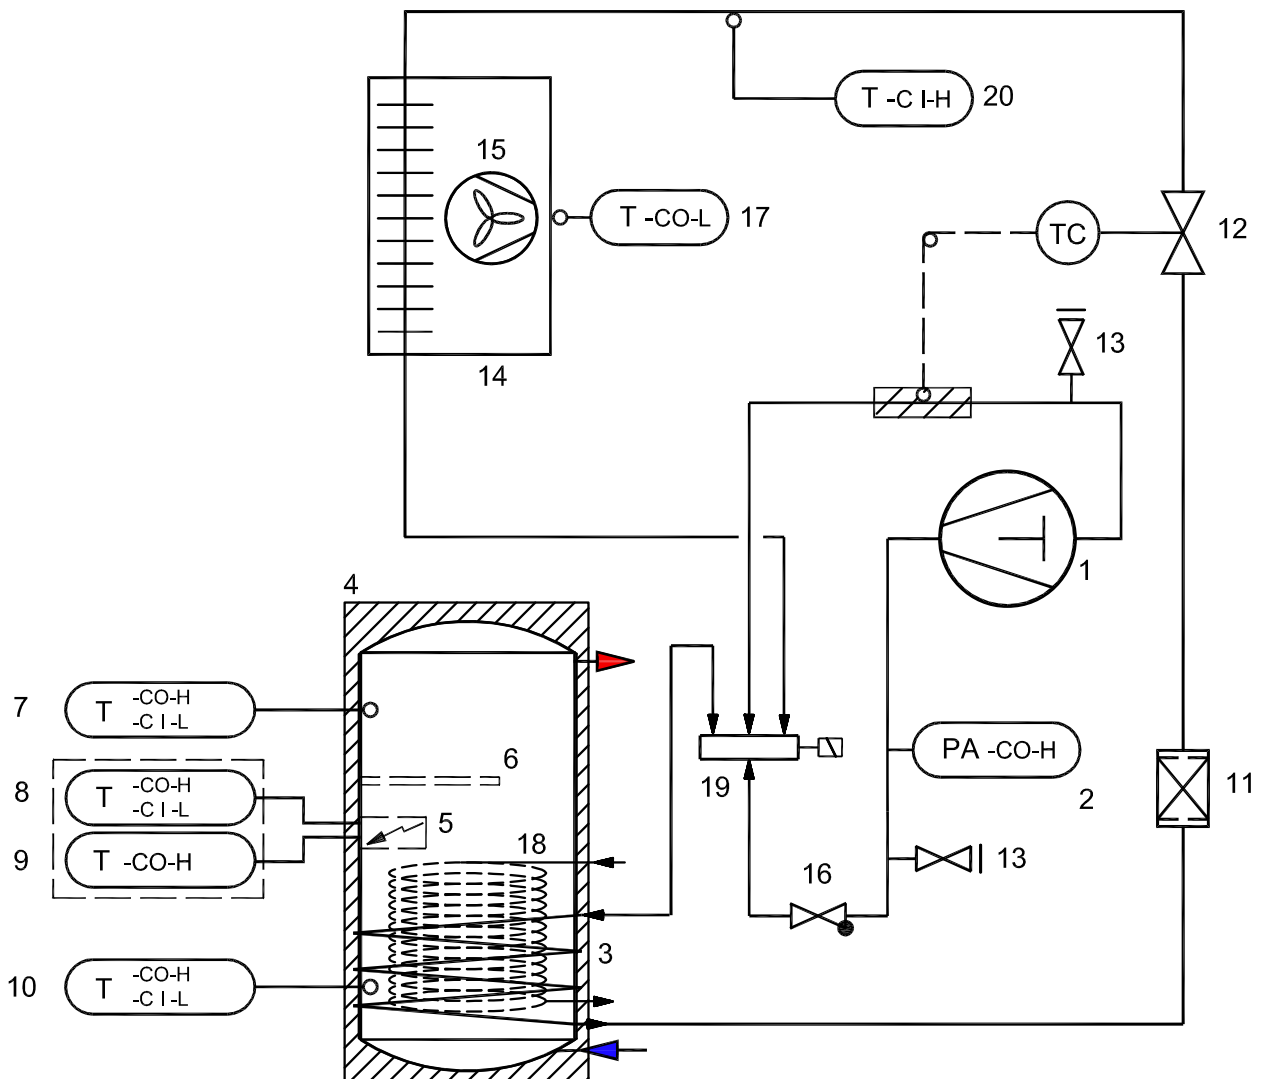 T -C I-H 20
15
T -CO-L 17
TC 12
13
14
1
4
7 T -CO-H
-C I -L
PA -CO-H
2
6
19
11
8 T -CO-H
-C I -L
5
9 T -CO-H
18
16
13
3
10 T -CO-H
-C I -L